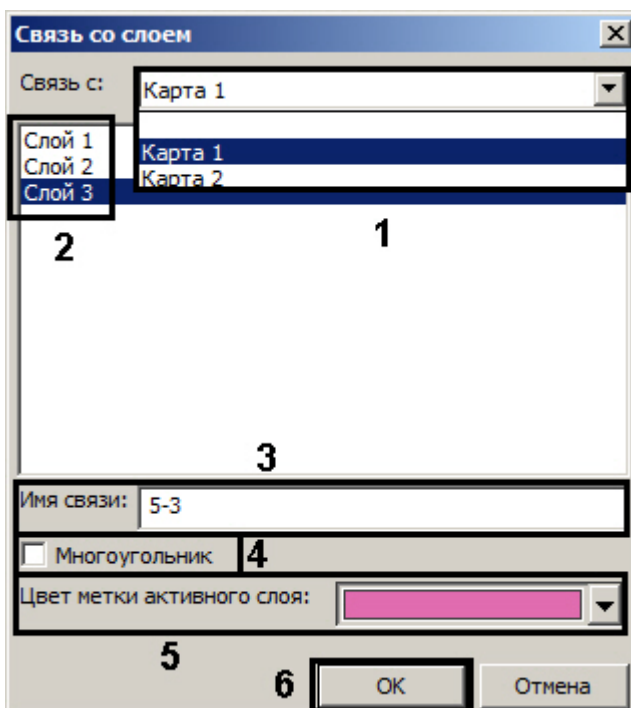 Связь со слоем
Связь с: Карта 1
Слой 1
Слой 2
Слой 3
Карта 1
Карта 2
1
2
3
Имя связи: 5-3
Многоугольник 4
Цвет метки активного слоя:
5
6 OK Отмена